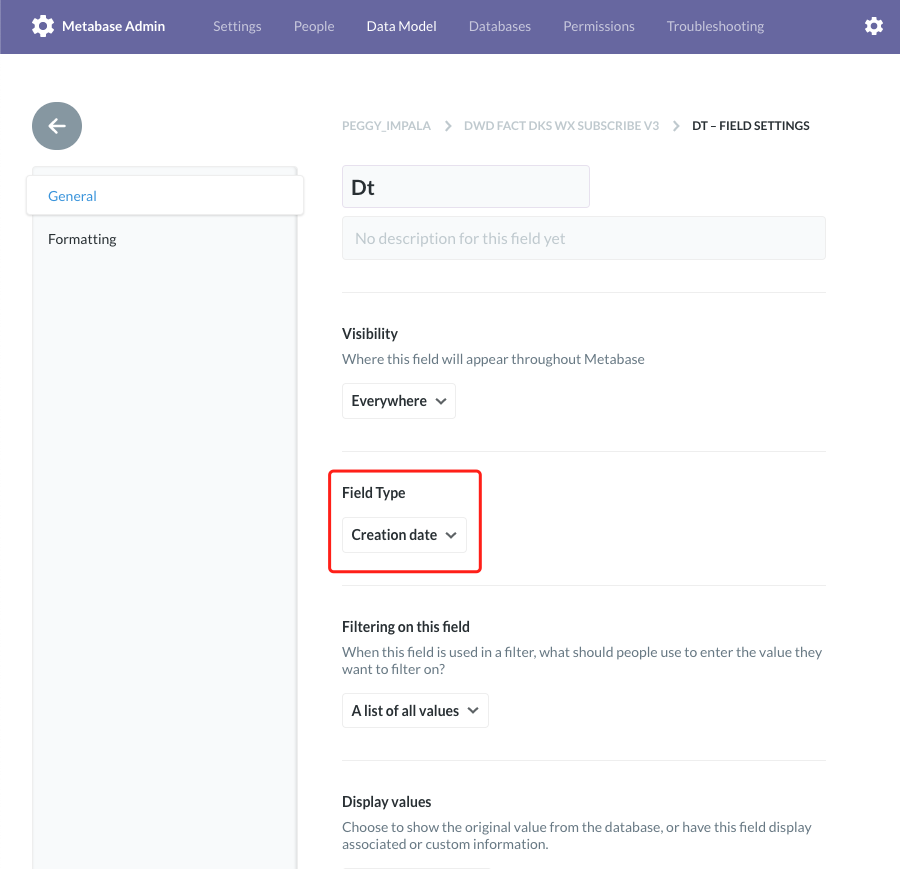 Metabase Admin Settings People Data Model Databases Permissions Troubleshooting
PEGGY_IMPALA DWD FACT DKS WX SUBSCRIBE V3 DT – FIELD SETTINGS
General
Formatting
Dt
No description for this field yet
Visibility
Where this field will appear throughout Metabase
Everywhere
Field Type
Creation date
Filtering on this field
When this field is used in a filter, what should people use to enter the value they
want to filter on?
A list of all values
Display values
Choose to show the original value from the database, or have this field display
associated or custom information.